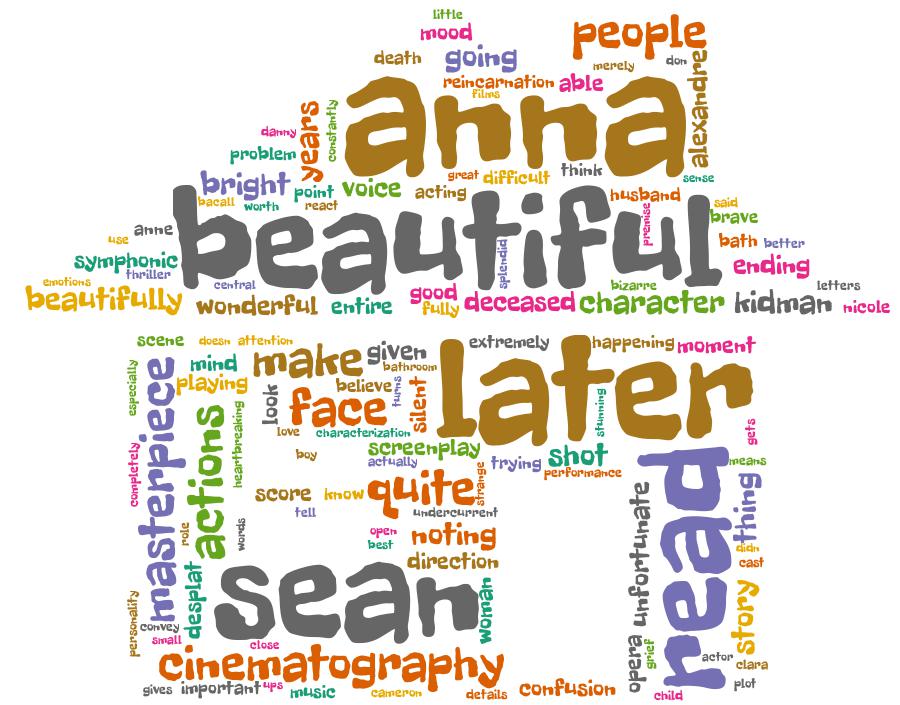 little
mood
people
death
going
merely
don
reincarnation
able
films
alexandre
anna
years
constantly
danny
problem
great
difficult
think
sense
bright
point
voice
acting
husband
bacall
worth
react
said
premise
brave
beautiful
anne
use
splendid
bath
better
symphonic
thriller
ending
emotions
central
bizarre
letters
beautifully
wonderful
entire
good
fully
deceased
character
kidman
nicole
scene
doesn
attention
extremely
happening
moment
especially
masterpiece
mind
make
given
bathroom
later
playing
believe
turns
silent
look
face
stunning
actions
heartbreaking
love
characterization
gets
boy
screenplay
actually
trying
shot
performance
read
means
completely
score
know
quite
strange
thing
tell
undercurrent
unfortunate
role
words
open
best
noting
didn
direction
cast
desplat
sean
woman
story
personality
convey
small
close
opera
grief
actor
clara
cinematography
gives
important
ups
music
cameron
details
confusion
child
plot